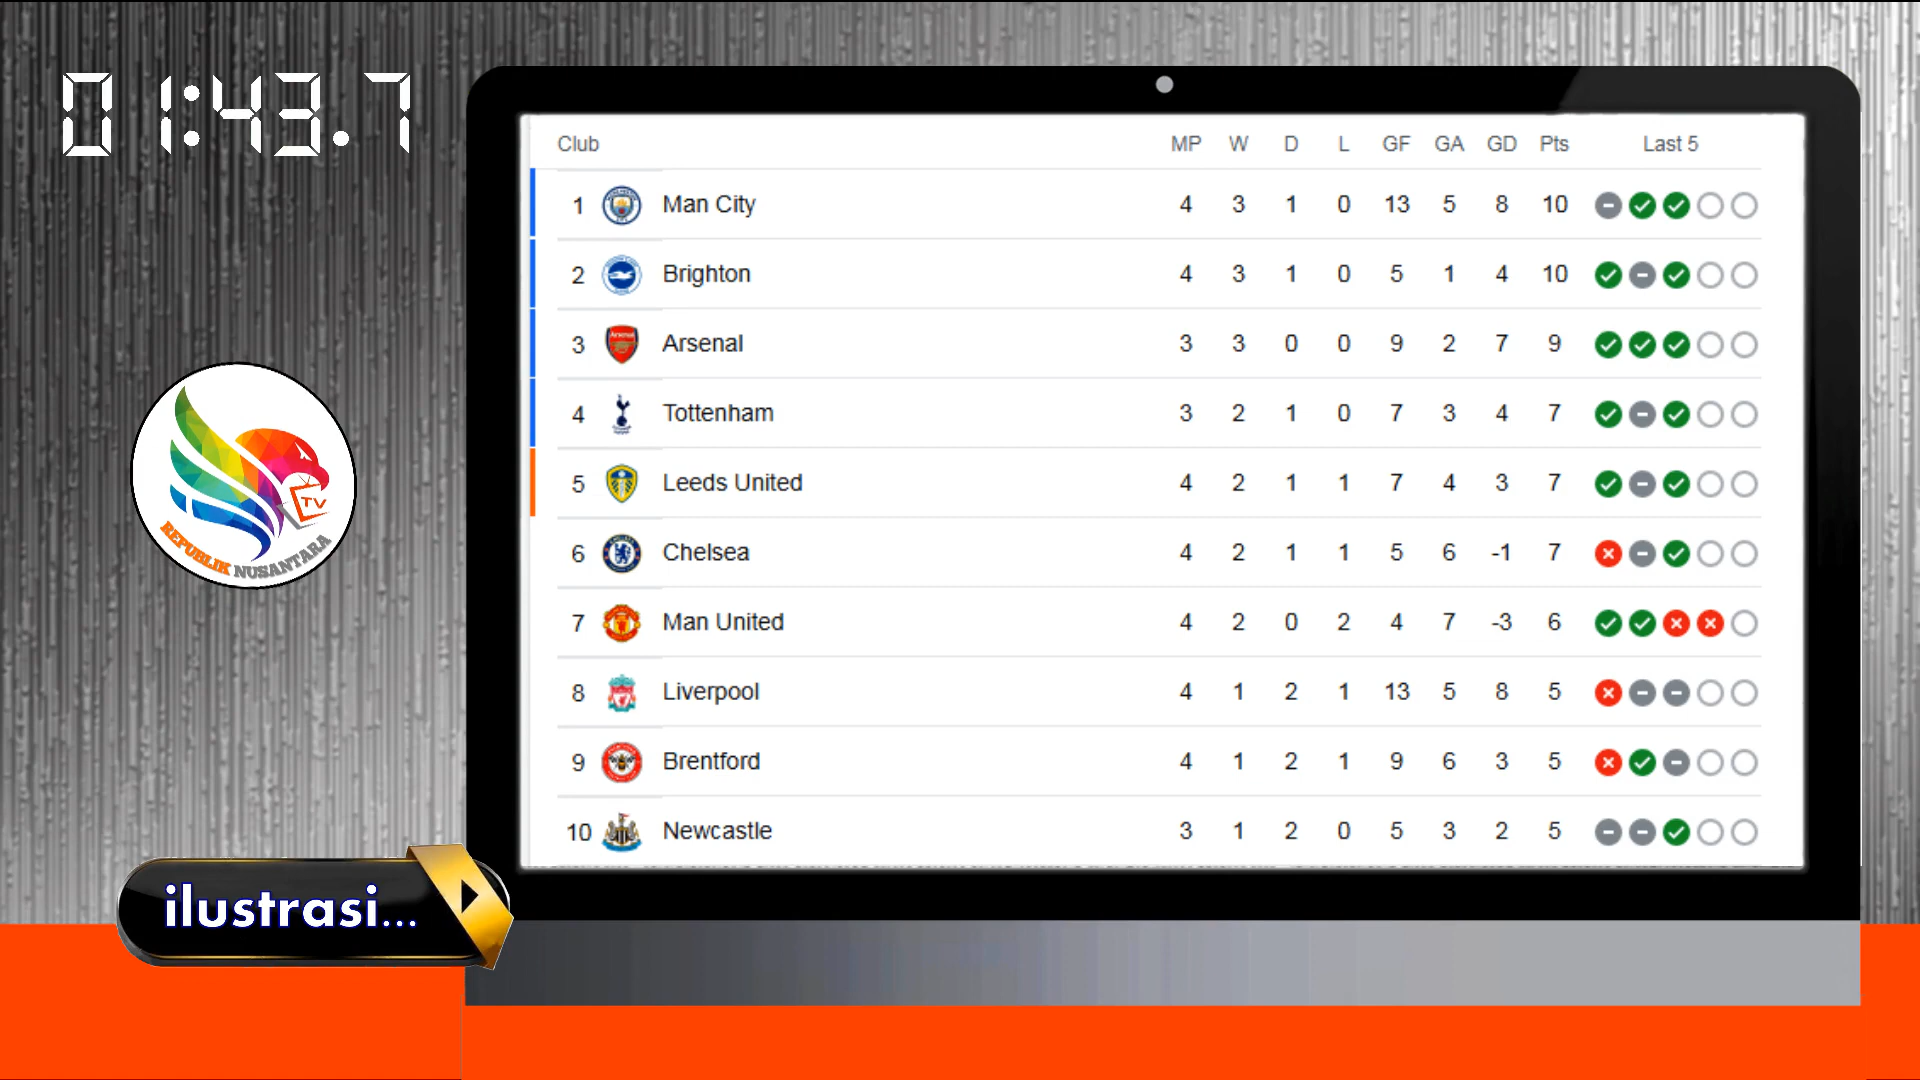 01:43.7
Club MP W D L GF GA GD Pts Last 5
1 Man City 4 3 1 0 13 5 8 10
2 Brighton 4 3 1 0 5 1 4 10
3 Arsenal 3 3 0 0 9 2 7 9
4 Tottenham 3 2 1 0 7 3 4 7
5 Leeds United 4 2 1 1 7 4 3 7
6 Chelsea 4 2 1 1 5 6 -1 7
7 Man United 4 2 0 2 4 7 -3 6
8 Liverpool 4 1 2 1 13 5 8 5
9 Brentford 4 1 2 1 9 6 3 5
10 Newcastle 3 1 2 0 5 3 2 5
TV
REPUBLIK NUSANTARA
ilustrasi...